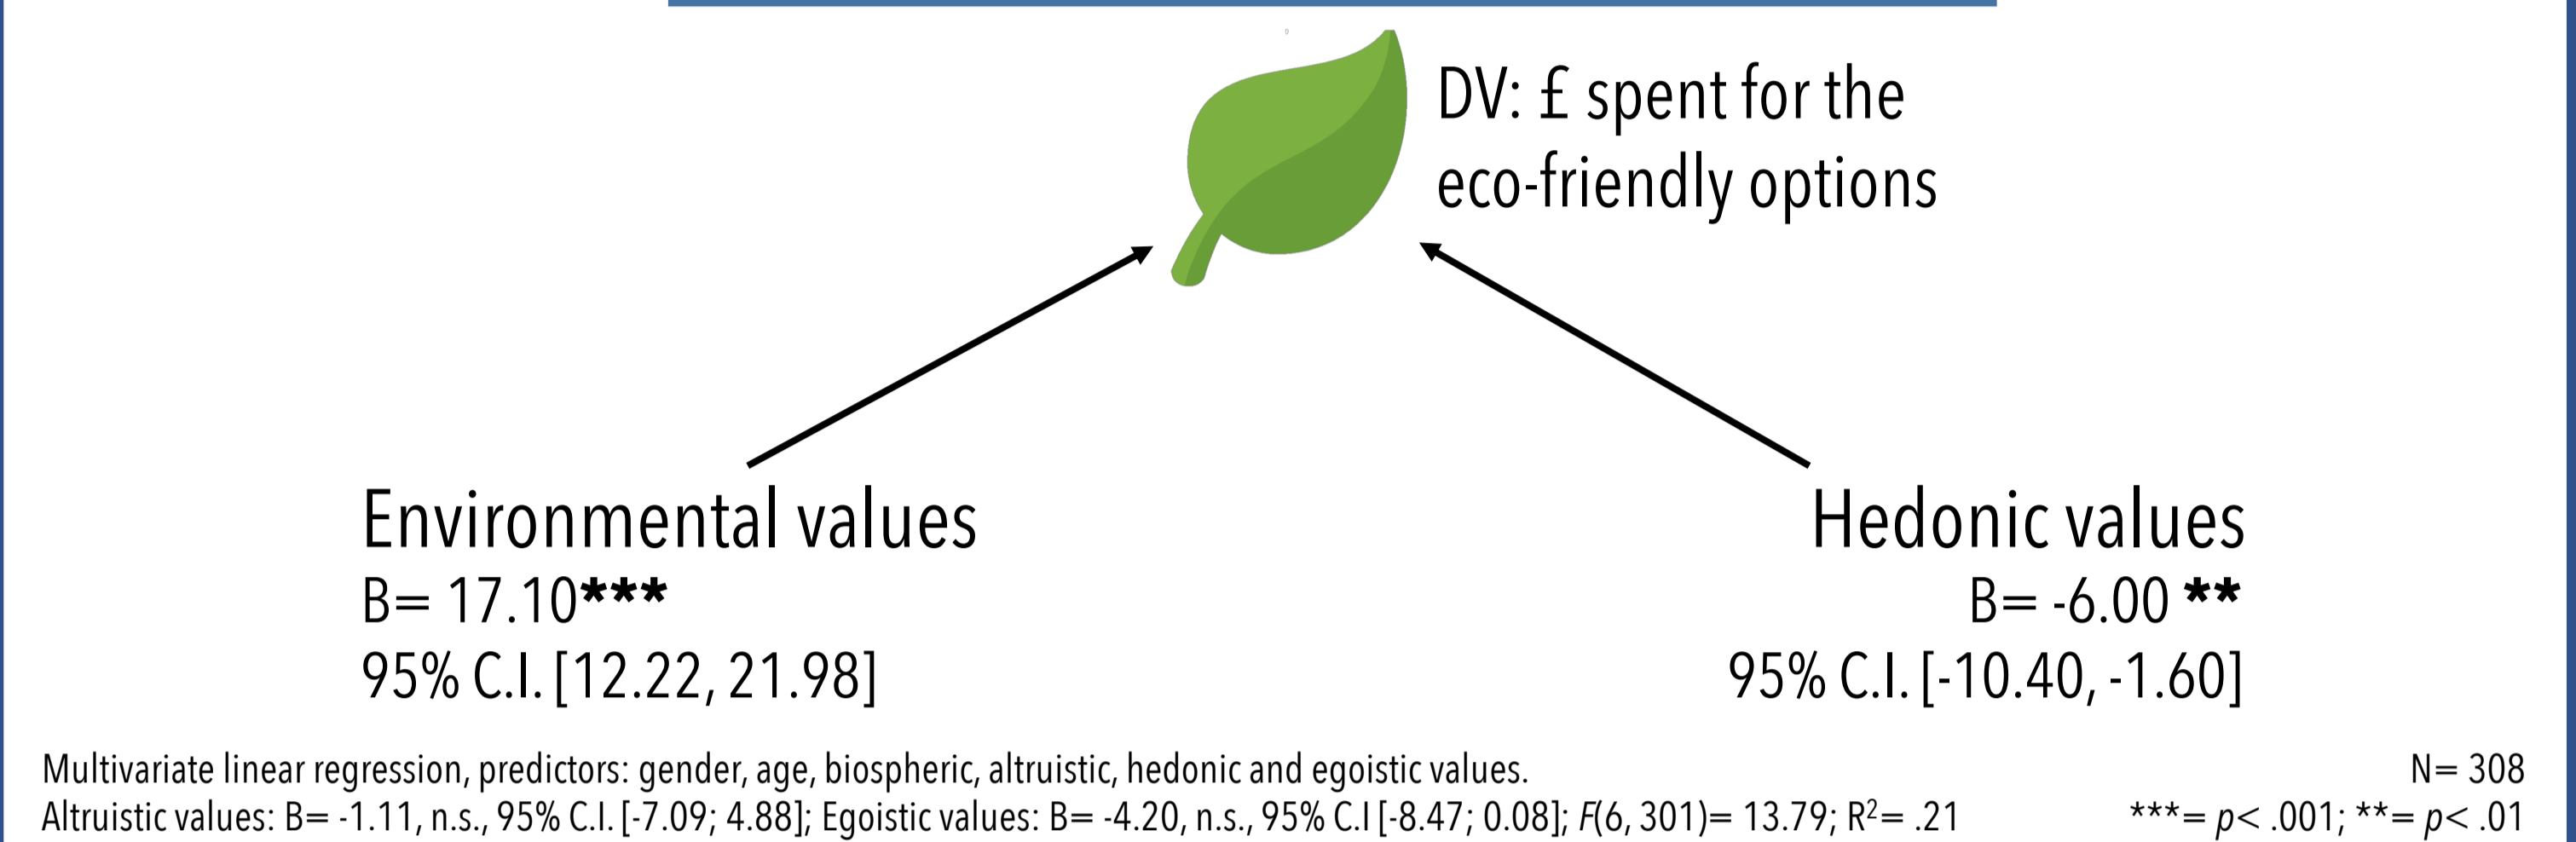 DV: £ spent for the
eco-friendly options
Environmental values
B= 17.10***
95% C.I. [12.22, 21.98]
Hedonic values
B= -6.00 **
95% C.I. [-10.40, -1.60]
Multivariate linear regression, predictors: gender, age, biospheric, altruistic, hedonic and egoistic values.
Altruistic values: B= -1.11, n.s., 95% C.I. [-7.09; 4.88]; Egoistic values: B= -4.20, n.s., 95% C.I [-8.47; 0.08]; F(6, 301)= 13.79; R²= .21
N= 308
***= p< .001; **= p< .01